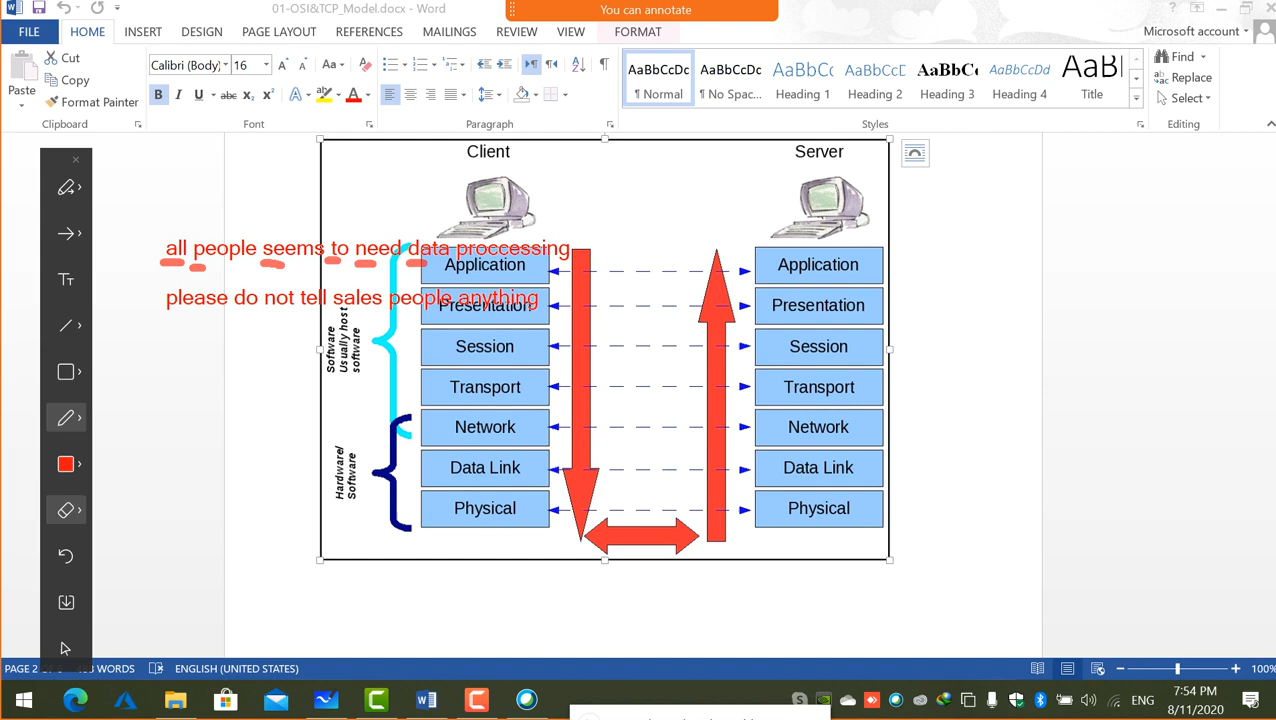 01-OSI&TCP_Model.docx - Word
You can annotate
FILE HOME INSERT DESIGN PAGE LAYOUT REFERENCES MAILINGS REVIEW VIEW FORMAT Microsoft account
Cut
Copy
Format Painter
Paste
Clipboard
Calibri (Body) 16
Font
Paragraph
AaBbCcDc AaBbCcDc AaBbCc AaBbCcDc AaBbCc AaBbCcDd AaB
¶ Normal ¶ No Spac... Heading Heading 2 Heading 3 Heading 4 Title
Styles
Find
Replace
Select
Editing
Client Server
all people seems to need data proccessing
please do not tell sales people anything
Software
Usually host
software
Hardware/
Software
Application Application
Presentation Presentation
Session Session
Transport Transport
Network Network
Data Link Data Link
Physical Physical
PAGE 2 WORDS ENGLISH (UNITED STATES) 100%
ENG 7:54 PM
8/11/2020